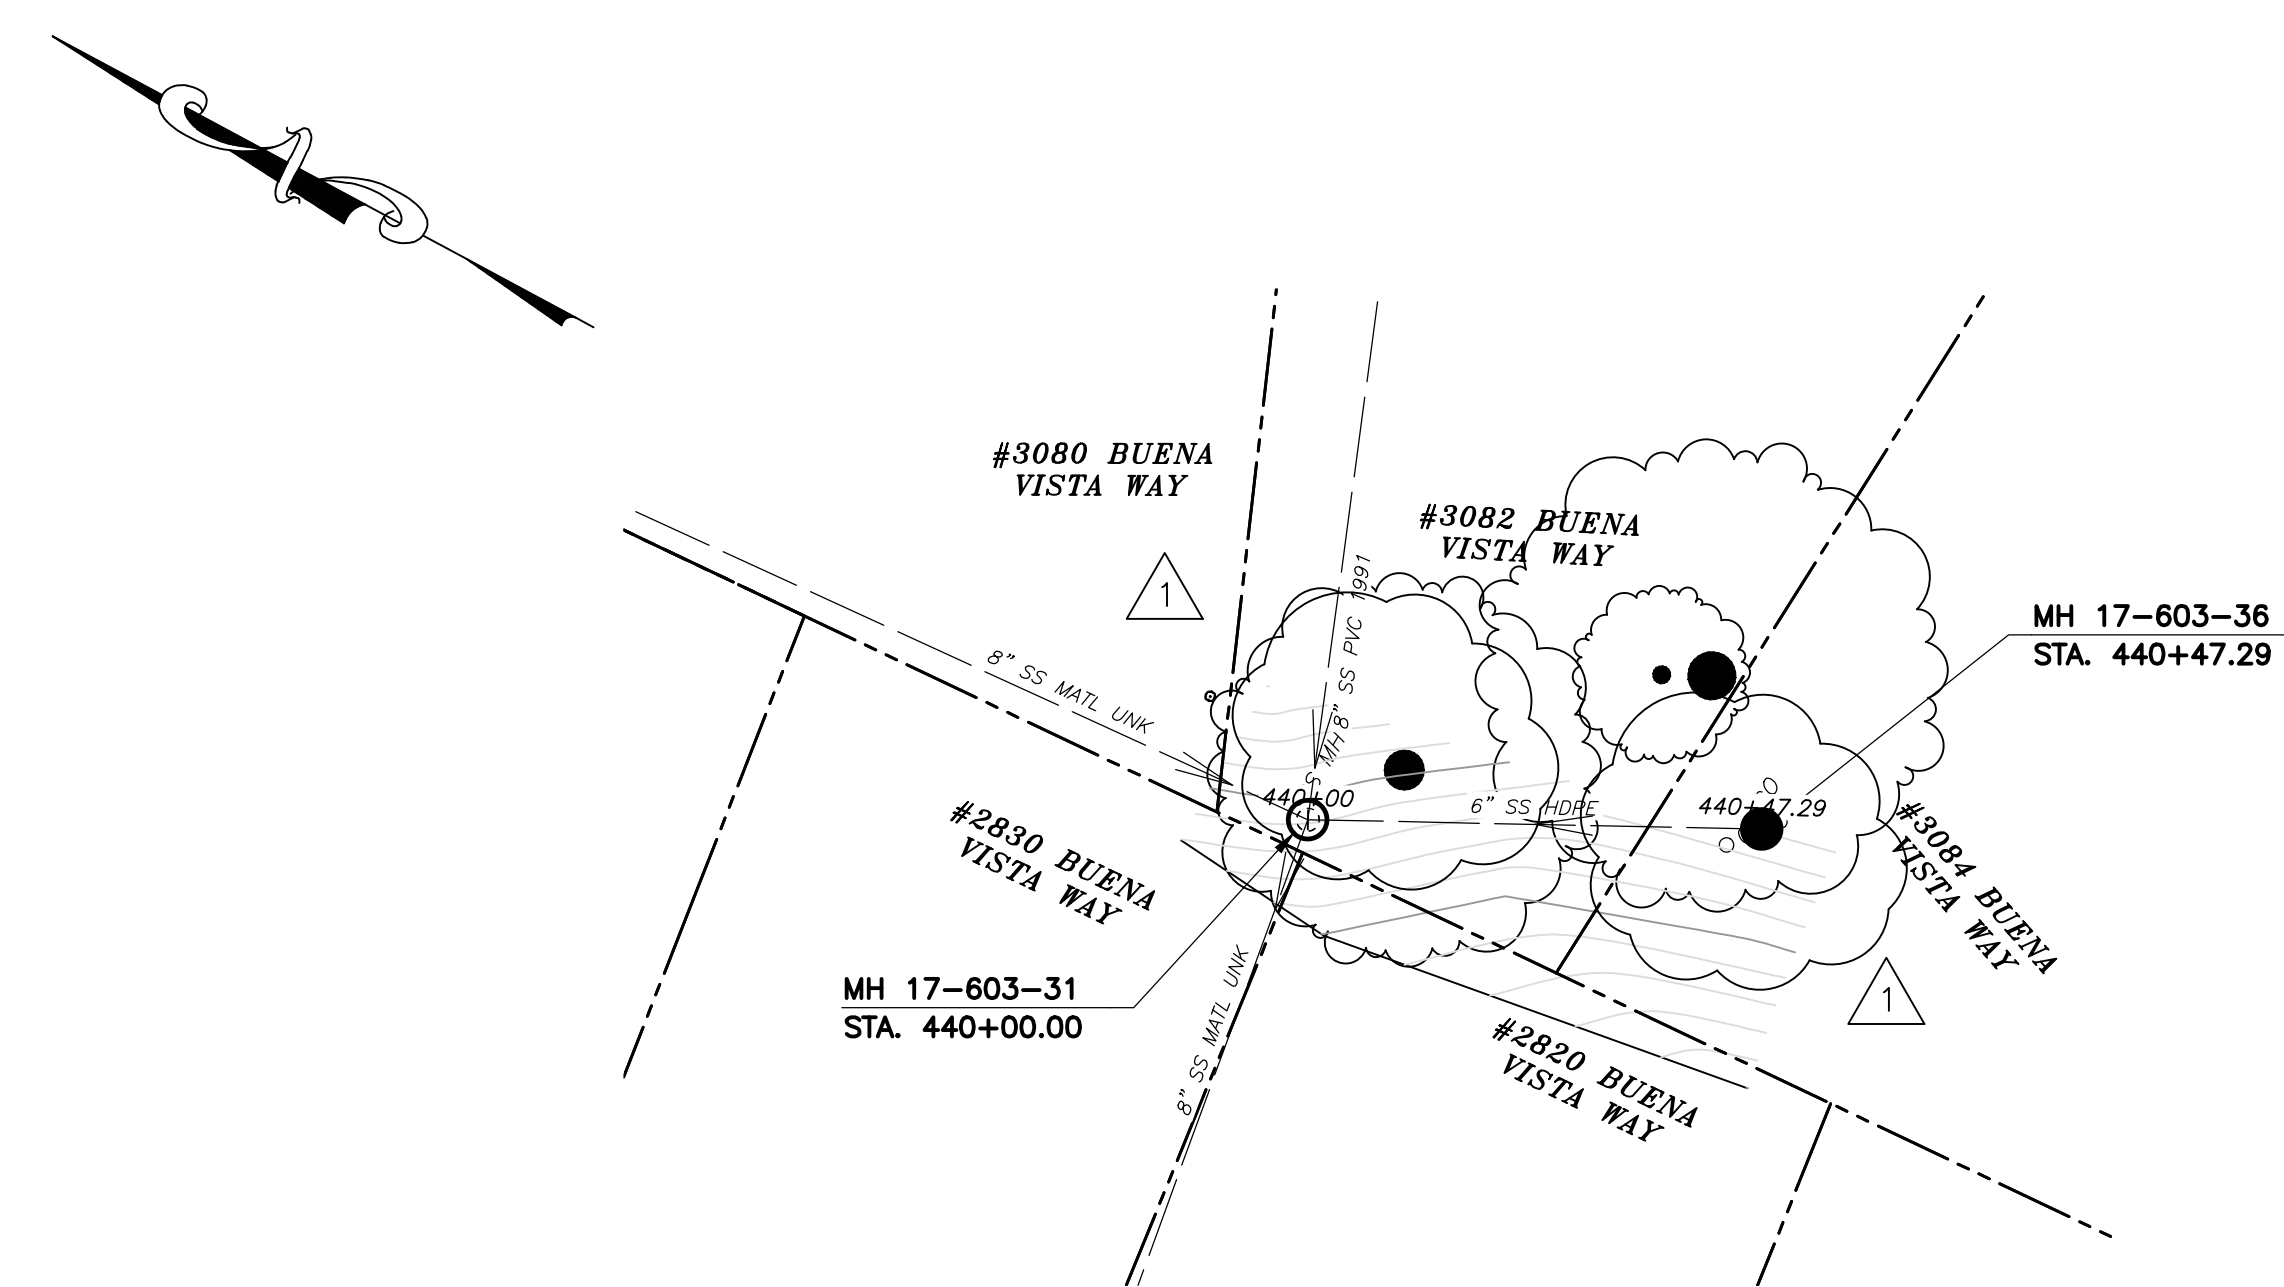 #3080 BUENA
VISTA WAY
#3082 BUENA
VISTA WAY
1
8" SS PVC 1991
MH 17-603-36
STA. 440+47.29
8" SS MATL UNK
SS MH
440+00
6" SS HDPE
440+47.29
#2830 BUENA
VISTA WAY
#3084 BUENA
VISTA WAY
MH 17-603-31
STA. 440+00.00
8" SS MATL UNK
1
#2820 BUENA
VISTA WAY